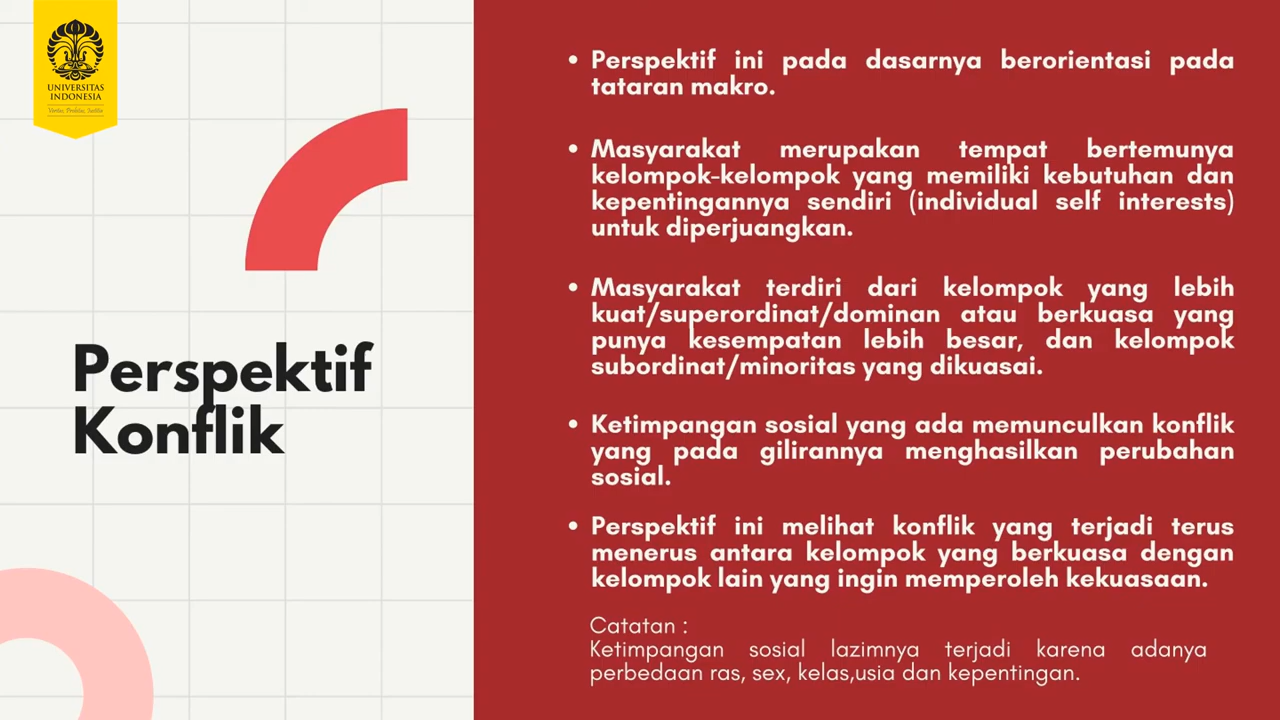 UNIVERSITAS
INDONESIA
Veritas, Probitas, Iustitia
Perspektif
Konflik
• Perspektif ini pada dasarnya berorientasi pada
tataran makro.
• Masyarakat merupakan tempat bertemunya
kelompok-kelompok yang memiliki kebutuhan dan
kepentingannya sendiri (individual self interests)
untuk diperjuangkan.
• Masyarakat terdiri dari kelompok yang lebih
kuat/superordinat/dominan atau berkuasa yang
punya kesempatan lebih besar, dan kelompok
subordinat/minoritas yang dikuasai.
• Ketimpangan sosial yang ada memunculkan konflik
yang pada gilirannya menghasilkan perubahan
sosial.
• Perspektif ini melihat konflik yang terjadi terus
menerus antara kelompok yang berkuasa dengan
kelompok lain yang ingin memperoleh kekuasaan.
Catatan :
Ketimpangan sosial lazimnya terjadi karena adanya
perbedaan ras, sex, kelas,usia dan kepentingan.